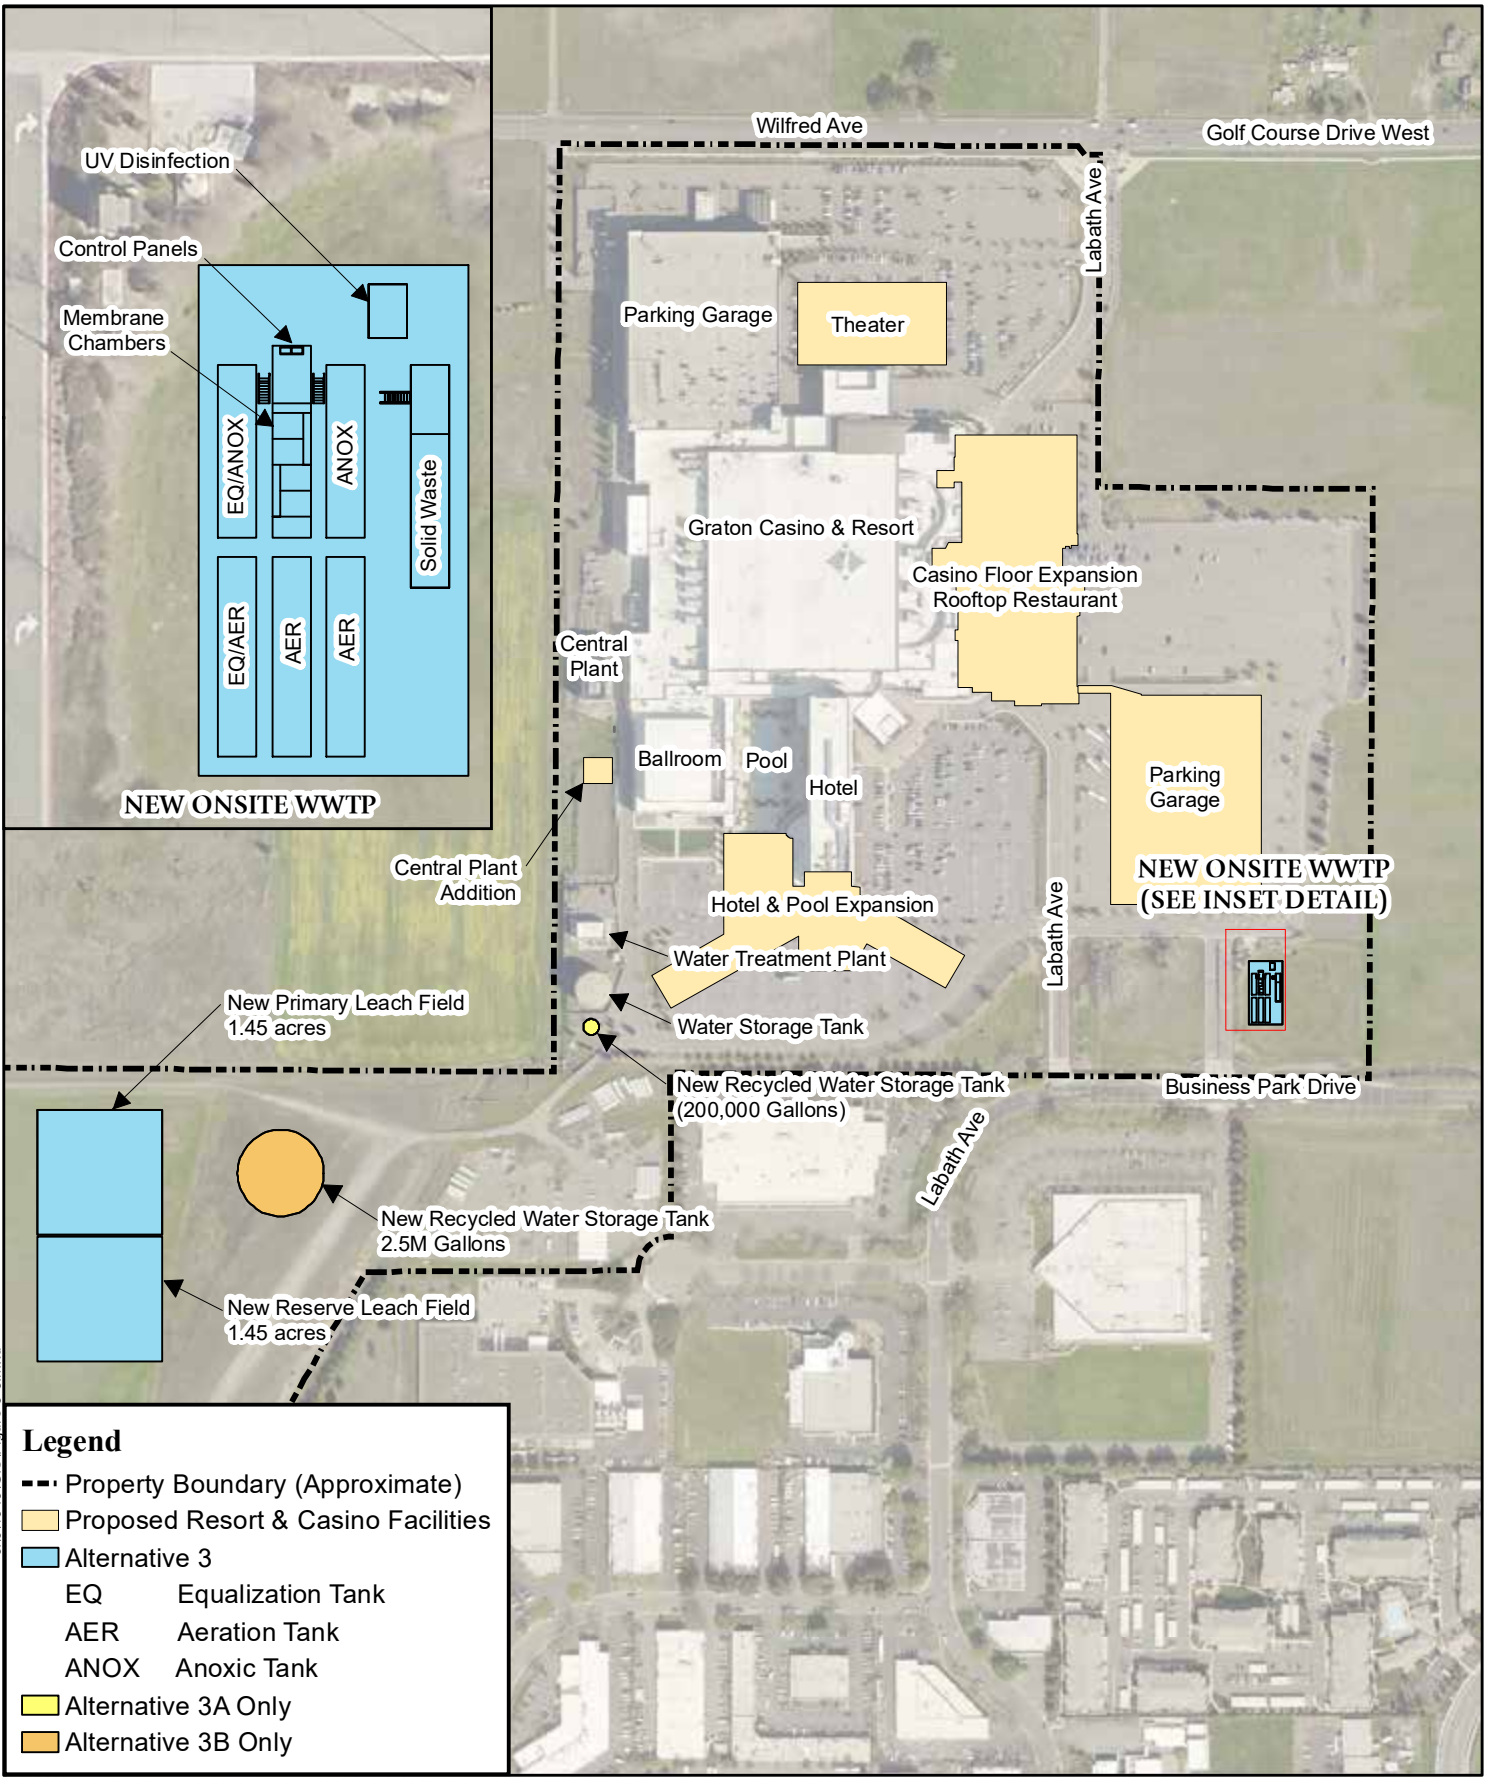 Wilfred Ave
Golf Course Drive West
Labath Ave
UV Disinfection
Control Panels
Membrane
Chambers
EQ/ANOX
ANOX
Solid Waste
EQ/AER
AER
AER
NEW ONSITE WWTP
Parking Garage
Theater
Graton Casino & Resort
Casino Floor Expansion
Rooftop Restaurant
Central
Plant
Ballroom
Pool
Hotel
Parking
Garage
Central Plant
Addition
NEW ONSITE WWTP
(SEE INSET DETAIL)
Hotel & Pool Expansion
Labath Ave
Water Treatment Plant
New Primary Leach Field
1.45 acres
Water Storage Tank
New Recycled Water Storage Tank
(200,000 Gallons)
Business Park Drive
Labath Ave
New Recycled Water Storage Tank
2.5M Gallons
New Reserve Leach Field
1.45 acres
Legend
Property Boundary (Approximate)
Proposed Resort & Casino Facilities
Alternative 3
EQ Equalization Tank
AER Aeration Tank
ANOX Anoxic Tank
Alternative 3A Only
Alternative 3B Only